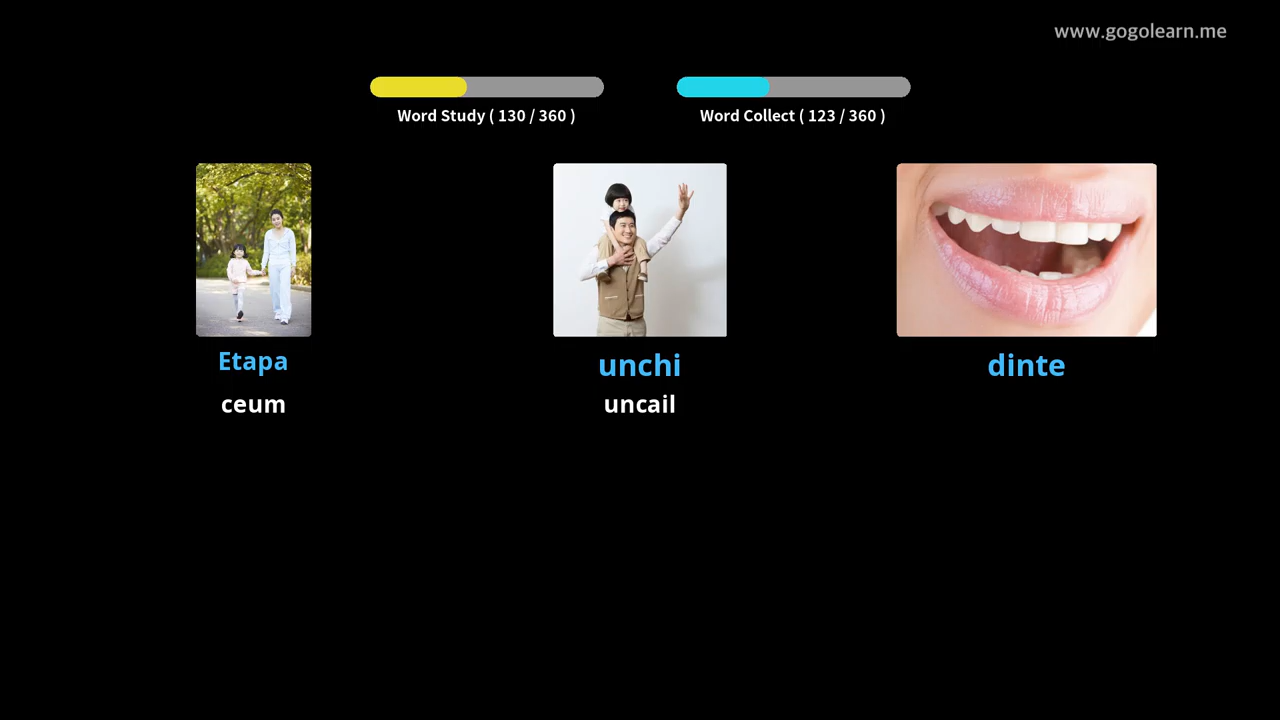 www.gogolearn.me
Word Study ( 130 / 360 )
Word Collect ( 123 / 360 )
Etapa
unchi
dinte
ceum
uncail